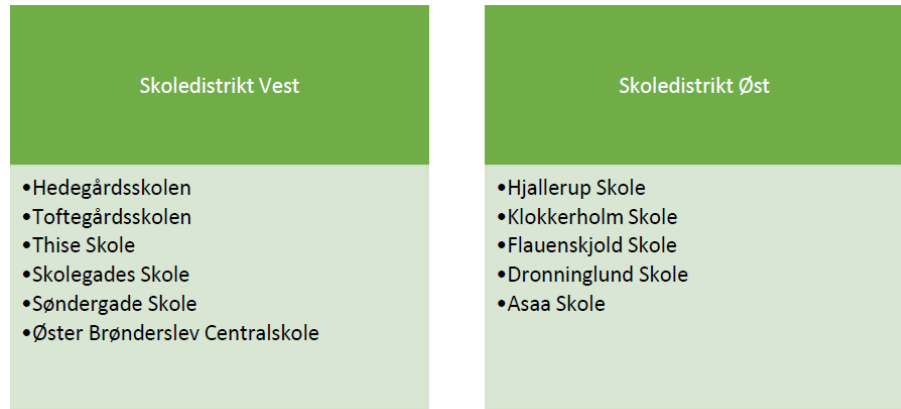 Skoledistrikt Vest
•Hedegårdsskolen
•Toftegårdsskolen
•Thise Skole
•Skolegades Skole
•Søndergade Skole
•Øster Brønderslev Centralskole
Skoledistrikt Øst
•Hjallerup Skole
•Klokkerholm Skole
•Flauenskjold Skole
•Dronninglund Skole
•Asaa Skole